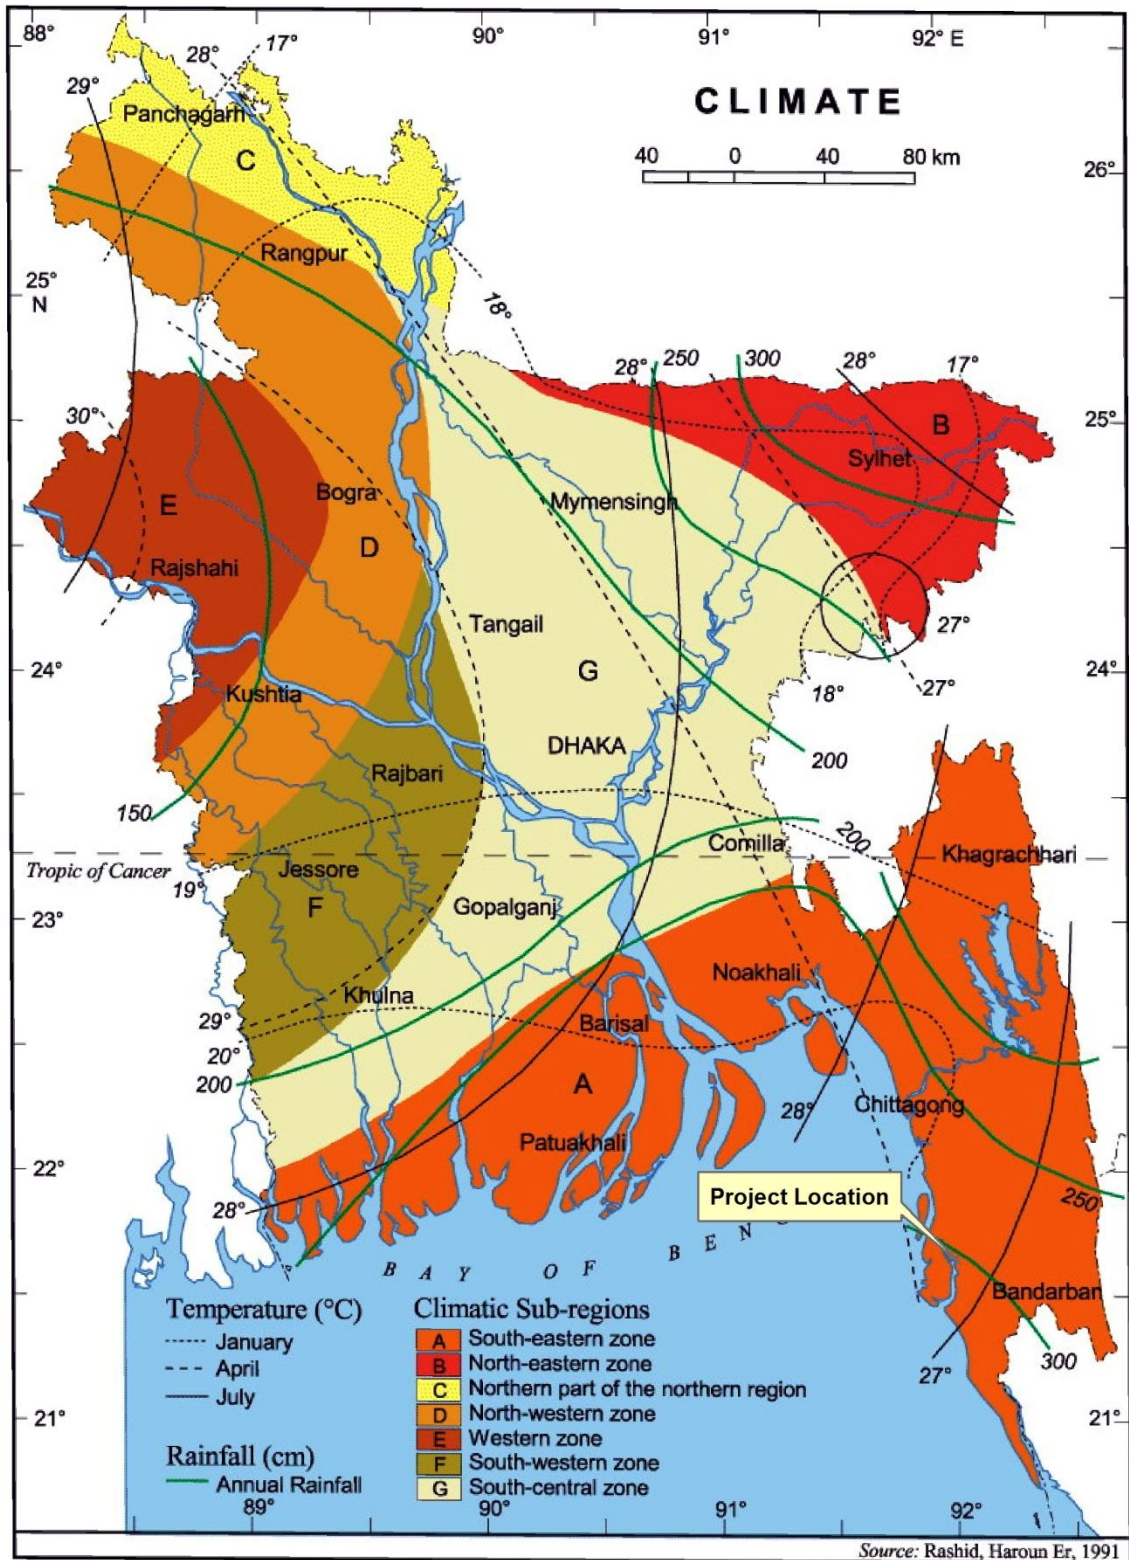 88°
90°
91°
92° E
17°
28°
29°
Panchagarh
CLIMATE
C
40 0 40 80 km
26°
Rangpur
25°
N
18°
28°
250
300
28°
17°
30°
25°
B
Sylhet
Bogra
Mymensingh
E
D
Rajshahi
Tangail
27°
24°
G
24°
Kushtia
18°
27°
DHAKA
200
Rajbari
150
Comilla
200
Khagrachhari
Tropic of Cancer
Jessore
19°
F
Gopalganj
23°
23°
Noakhali
Khulna
29°
Barisal
20°
200
A
28°
Chittagong
Patuakhali
22°
22°
Project Location
250
28°
BAY OF BEN
Bandarban
Temperature (°C)
January
April
July
Rainfall (cm)
Annual Rainfall
Climatic Sub-regions
A South-eastern zone
B North-eastern zone
C Northern part of the northern region
D North-western zone
E Western zone
F South-western zone
G South-central zone
300
27°
21°
21°
89°
90°
91°
92°
Source: Rashid, Haroun Er, 1991